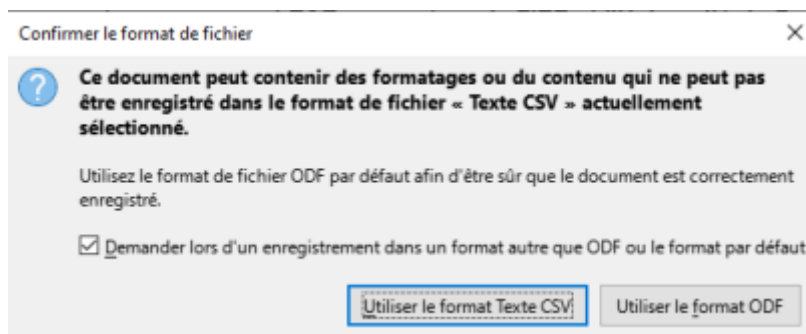 Confirmer le format de fichier
Ce document peut contenir des formatages ou du contenu qui ne peut pas
être enregistré dans le format de fichier « Texte CSV » actuellement
sélectionné.
Utilisez le format de fichier ODF par défaut afin d'être sûr que le document est correctement
enregistré.
Demander lors d'un enregistrement dans un format autre que ODF ou le format par défaut
Utiliser le format Texte CSV Utiliser le format ODF